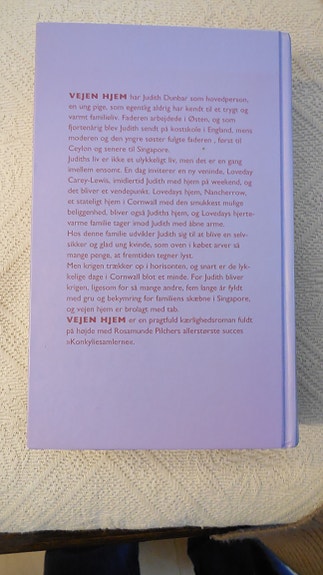 VEJEN HJEM har Judith Dunbar som hovedperson,
en ung pige, som egentlig aldrig har kendt til et trygt og
varmt familieliv. Faderen arbejdede i Østen, og som
fjortenårig blev Judith sendt på kostskole i England, mens
moderen og den yngre søster fulgte faderen, først til
Ceylon og senere til Singapore.
Judiths liv er ikke et ulykkeligt liv, men det er en gang
imellem ensomt. En dag inviterer en ny veninde, Loveday
Carey-Lewis, imidlertid Judith med hjem på weekend, og
det bliver et vendepunkt. Lovedays hjem, Nancherrow,
et stateligt hjem i Cornwall med den smukkest mulige
beliggenhed, bliver også Judiths hjem, og Lovedays hjerte-
varme familie tager imod Judith med åbne arme.
Hos denne familie udvikler Judith sig til at blive en selv-
sikker og glad ung kvinde, som oven i købet arver så
mange penge, at fremtiden tegner lyst.
Men krigen trækker op i horisonten, og snart er de lyk-
kelige dage i Cornwall blot et minde. For Judith bliver
krigen, ligesom for så mange andre, fem lange år fyldt
med gru og bekymring for familiens skæbne i Singapore,
og vejen hjem er brolagt med tab.
VEJEN HJEM er en pragtfuld kærlighedsroman fuldt
på højde med Rosamunde Pilchers allerstørste succes
»Konkyliesamlerne«.